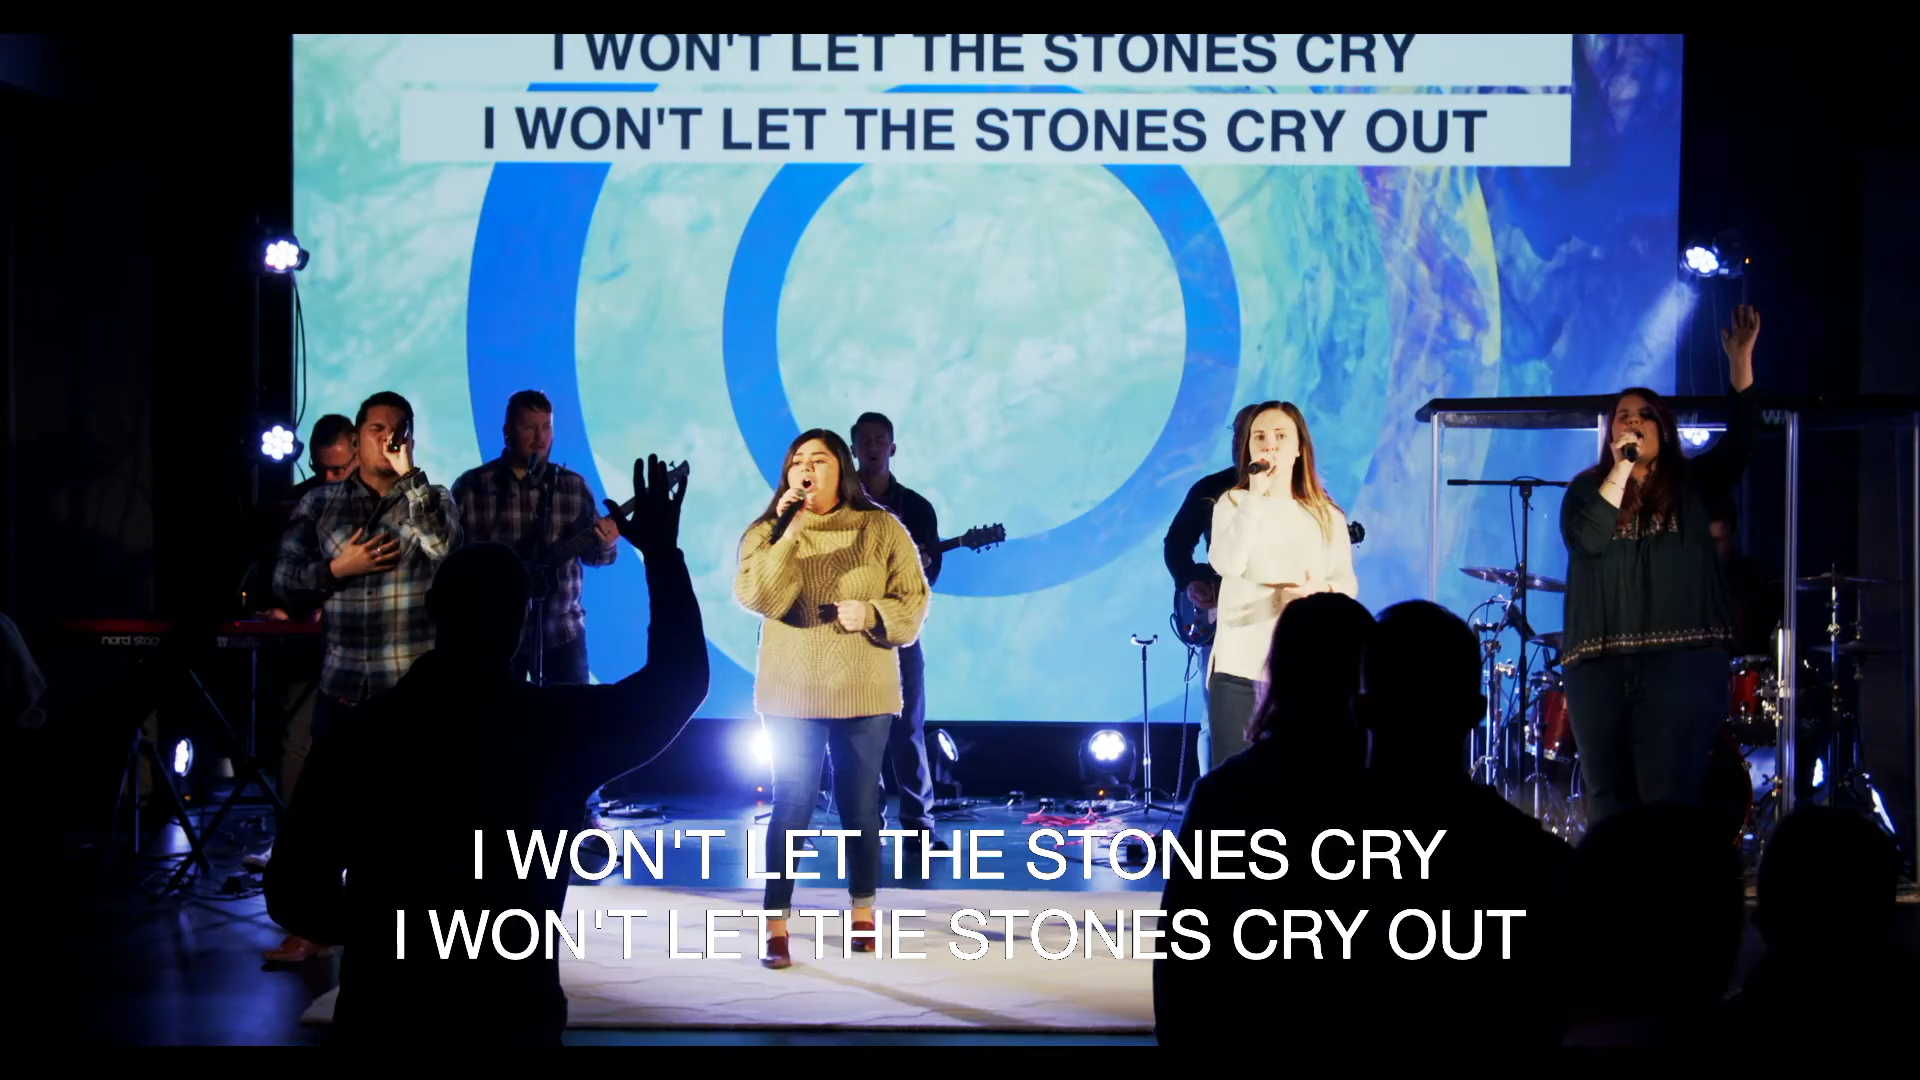 I WON'T LET THE STONES CRY
I WON'T LET THE STONES CRY OUT
nord stage
I WON'T LET THE STONES CRY
I WON'T LET THE STONES CRY OUT